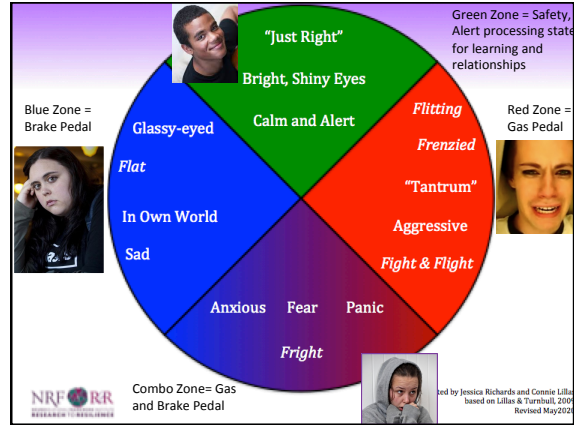 Green Zone = Safety,
Alert processing state
for learning and
relationships
"Just Right"
Bright, Shiny Eyes
Calm and Alert
Blue Zone =
Brake Pedal
Glassy-eyed
Flat
In Own World
Sad
Red Zone =
Gas Pedal
Flitting
Frenzied
"Tantrum"
Aggressive
Fight & Flight
Anxious Fear Panic
Fright
Combo Zone= Gas
and Brake Pedal
NRF RR
RESEARCH TO RESILIENCE
ted by Jessica Richards and Connie Lillas
based on Lillas & Turnbull, 2009
Revised May2020